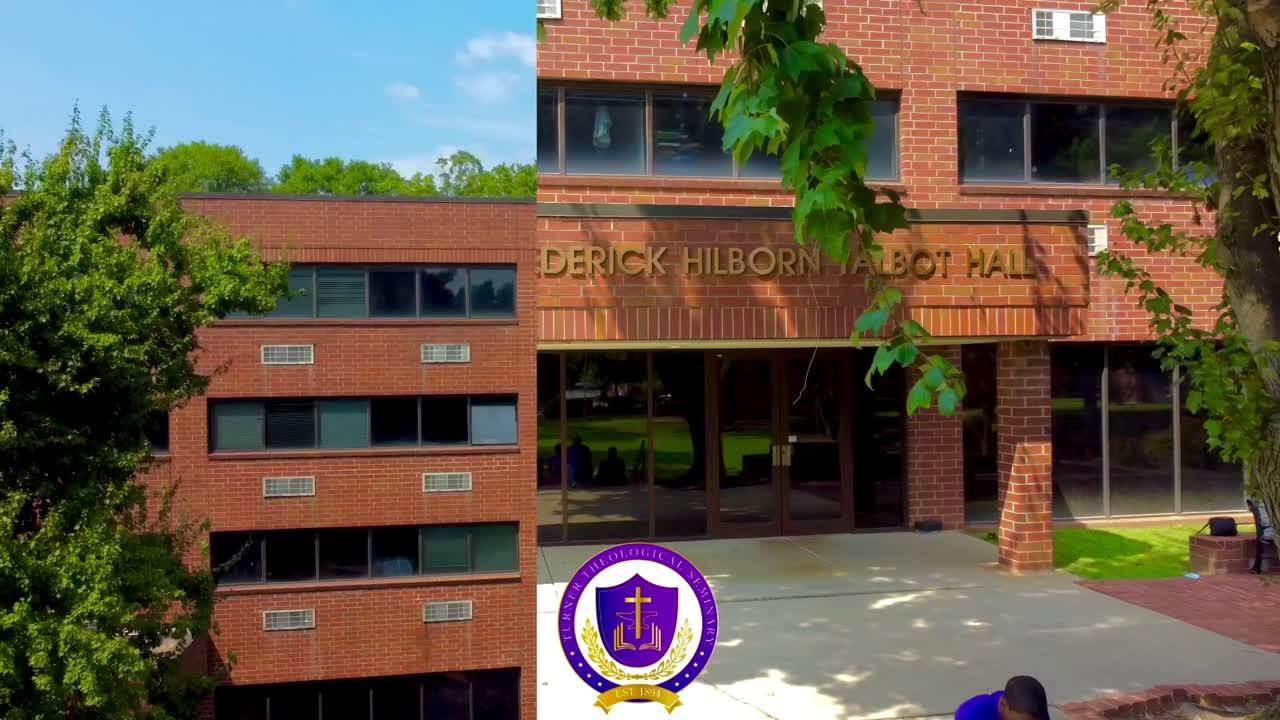 DERICK HILBORN TALBOT HALL
TURNER THEOLOGICAL SEMINARY
EST. 1894